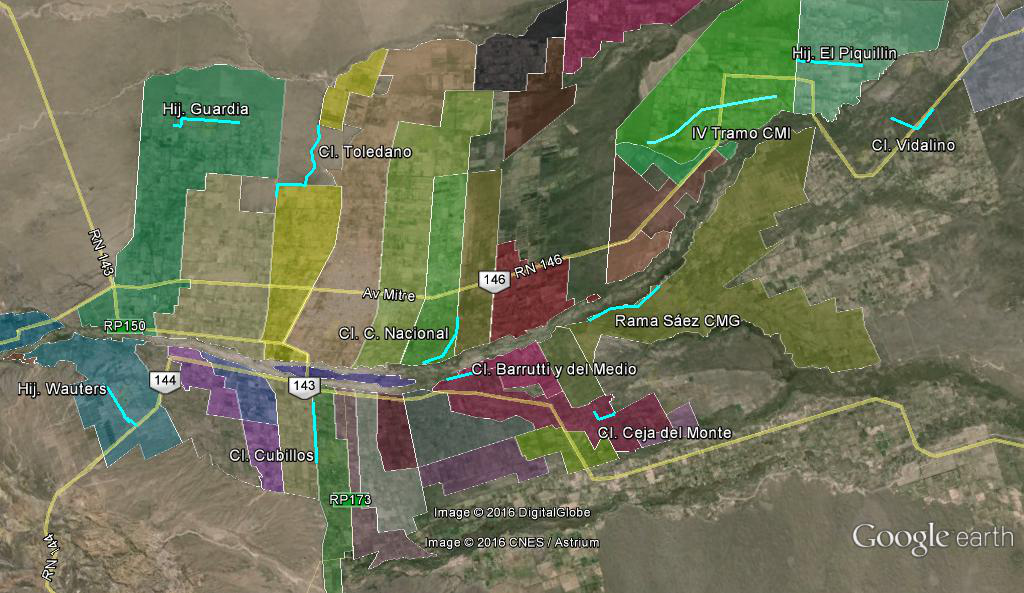 Hij. El Piquillin
Hij. Guardia
IV Tramo CMI
Cl. Vidalino
Cl. Toledano
RN 143
RN 146
146
Av Mitre
RP150
Rama Sáez CMG
Cl. C. Nacional
Cl. Barrutti y del Medio
144
143
Hij. Wauters
Cl. Ceja del Monte
Cl. Cubillos
RP173
Image © 2016 DigitalGlobe
Google earth
Image © 2016 CNES / Astrium
RN 144